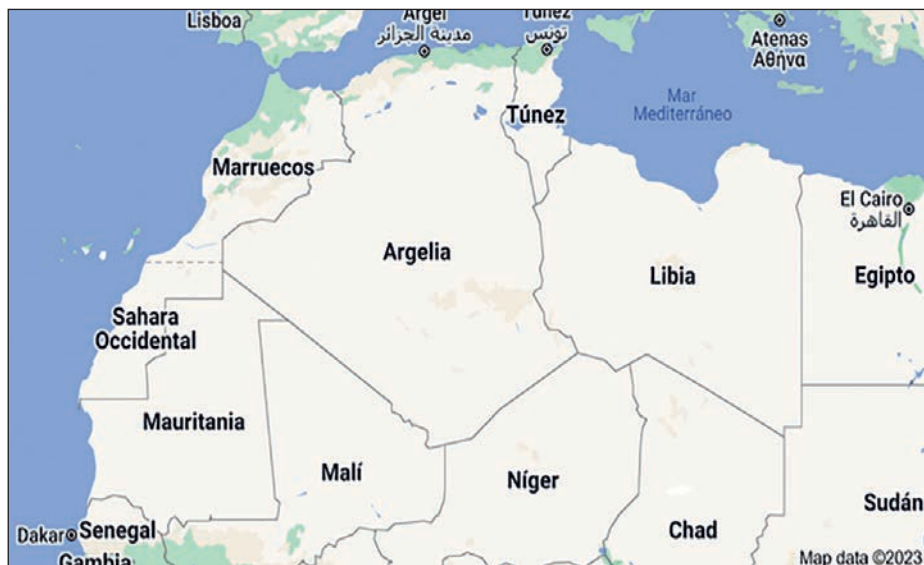 Lisboa
Argel
مدينة الجزائر
Túnez
تونس
Atenas
Αθήνα
Mar
Mediterráneo
Túnez
Marruecos
El Cairo
القاهرة
Argelia
Libia
Egipto
Sahara
Occidental
Mauritania
Malí
Níger
Chad
Sudán
Dakar
Senegal
Gambia
Map data ©2023